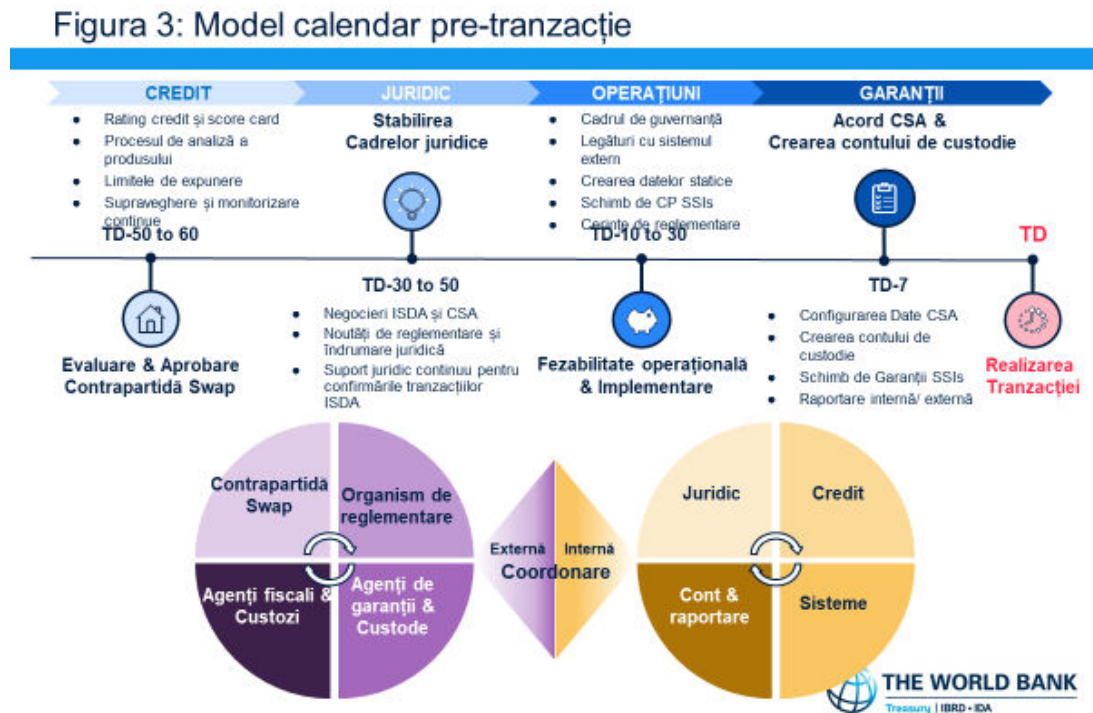 Figura 3: Model calendar pre-tranzacție
CREDIT
JURIDIC
OPERAȚIUNI
GARANȚII
• Rating credit și score card
• Procesul de analiză a
produsului
• Limitele de expunere
• Supraveghere și monitorizare
continue
TD-50 to 60
Evaluare & Aprobare
Contrapartidă Swap
Stabilirea
Cadrelor juridice
TD-30 to 50
• Negocieri ISDA și CSA
• Noutăți de reglementare și
îndrumare juridică
• Suport juridic continuu pentru
confirmările tranzacțiilor
ISDA
• Cadrul de guvernanță
• Legături cu sistemul
extern
• Crearea datelor statice
• Schimb de CP SSIs
• Cerințe de reglementare
TD-10 to 30
Fezabilitate operațională
& Implementare
Acord CSA &
Crearea contului de custodie
TD-7
• Configurarea Date CSA
• Crearea contului de
custodie
• Schimb de Garanții SSIs
• Raportare internă/ externă
TD
Realizarea
Tranzacției
Contrapartidă
Swap
Organism de
reglementare
Agenți fiscali &
Custozi
Agenți de
garanții &
Custode
Externă Internă
Coordonare
Juridic
Credit
Cont &
raportare
Sisteme
THE WORLD BANK
Treasury | IBRD • IDA